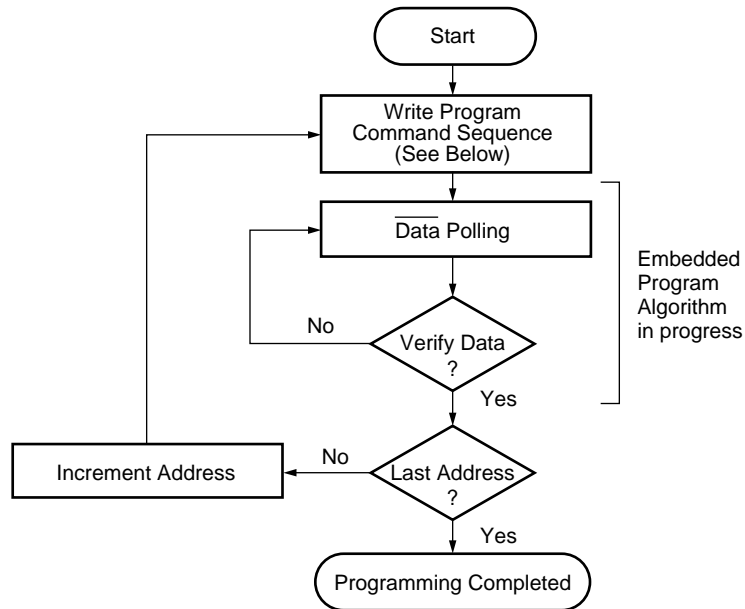 Start
Write Program
Command Sequence
(See Below)
Data Polling
Embedded
Program
Algorithm
in progress
No
Verify Data
?
Yes
Increment Address
No
Last Address
?
Yes
Programming Completed